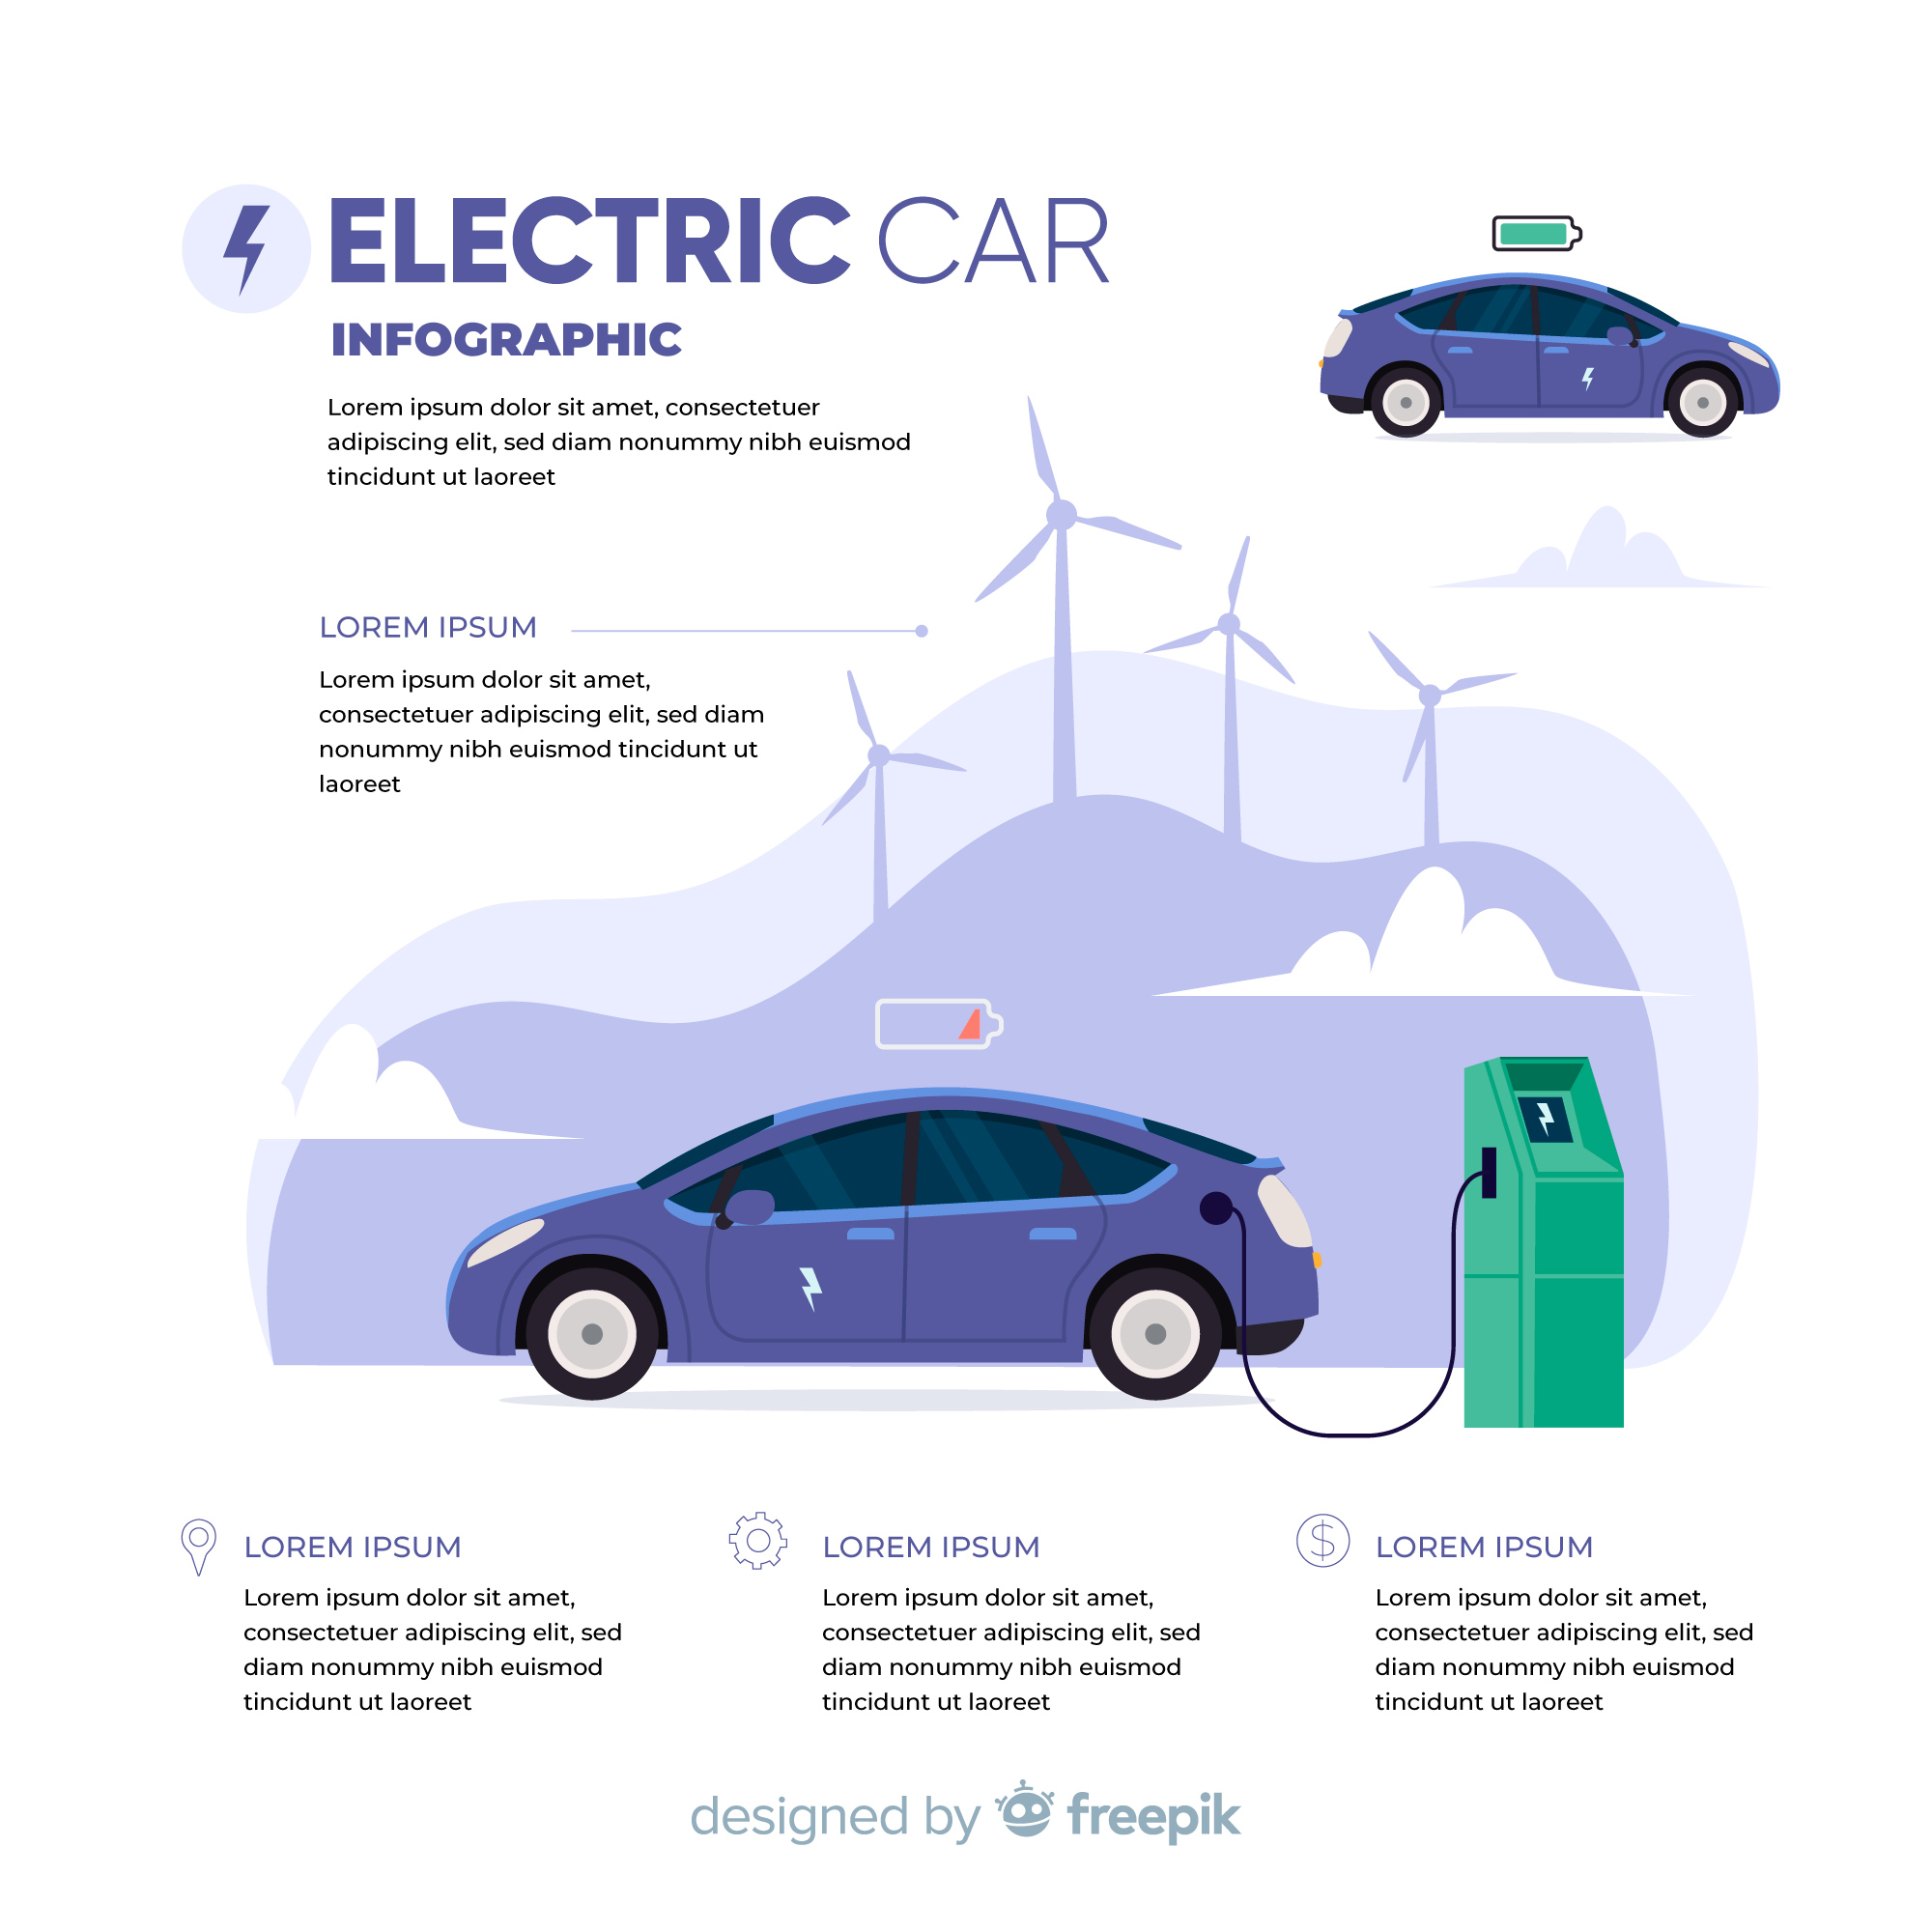 ELECTRIC CAR
INFOGRAPHIC
Lorem ipsum dolor sit amet, consectetuer
adipiscing elit, sed diam nonummy nibh euismod
tincidunt ut laoreet
LOREM IPSUM
Lorem ipsum dolor sit amet,
consectetuer adipiscing elit, sed diam
nonummy nibh euismod tincidunt ut
laoreet
LOREM IPSUM
Lorem ipsum dolor sit amet,
consectetuer adipiscing elit, sed
diam nonummy nibh euismod
tincidunt ut laoreet
LOREM IPSUM
Lorem ipsum dolor sit amet,
consectetuer adipiscing elit, sed
diam nonummy nibh euismod
tincidunt ut laoreet
$
LOREM IPSUM
Lorem ipsum dolor sit amet,
consectetuer adipiscing elit, sed
diam nonummy nibh euismod
tincidunt ut laoreet
designed by freepik